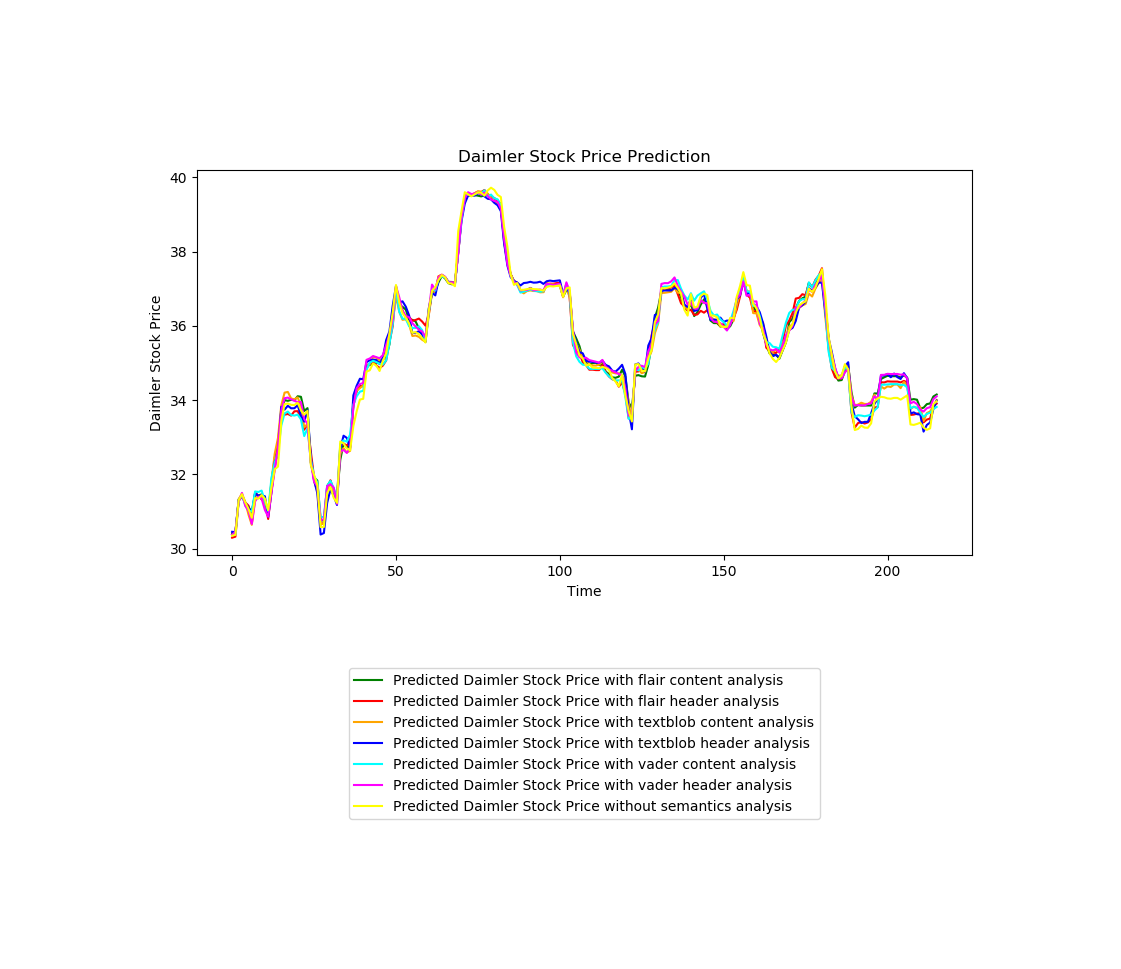 Daimler Stock Price Prediction
40
38
36
34
32
30
Daimler Stock Price
0 50 100 150 200
Time
Predicted Daimler Stock Price with flair content analysis
Predicted Daimler Stock Price with flair header analysis
Predicted Daimler Stock Price with textblob content analysis
Predicted Daimler Stock Price with textblob header analysis
Predicted Daimler Stock Price with vader content analysis
Predicted Daimler Stock Price with vader header analysis
Predicted Daimler Stock Price without semantics analysis